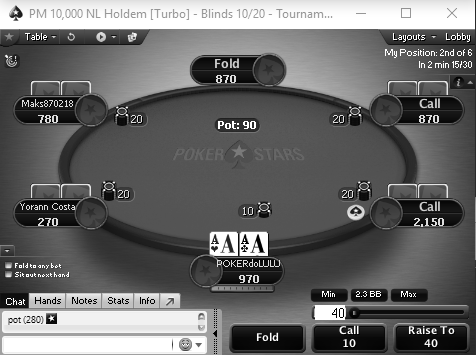 PM 10,000 NL Holdem [Turbo] - Blinds 10/20 - Tournam...
Table
Layouts
Lobby
My Position: 2nd of 6
In 2 min 15/30
Fold
870
Maks870218
780
20
Call
870
20
Pot: 90
POKER STARS
Yorann Costa
270
20
Call
2,150
20
10
A A
POKERdoLULU
970
Fold to any bet
Sit out next hand
Chat
Hands
Notes
Stats
Info
pot (280)
Min
2.3 BB
Max
40
Fold
Call
10
Raise To
40